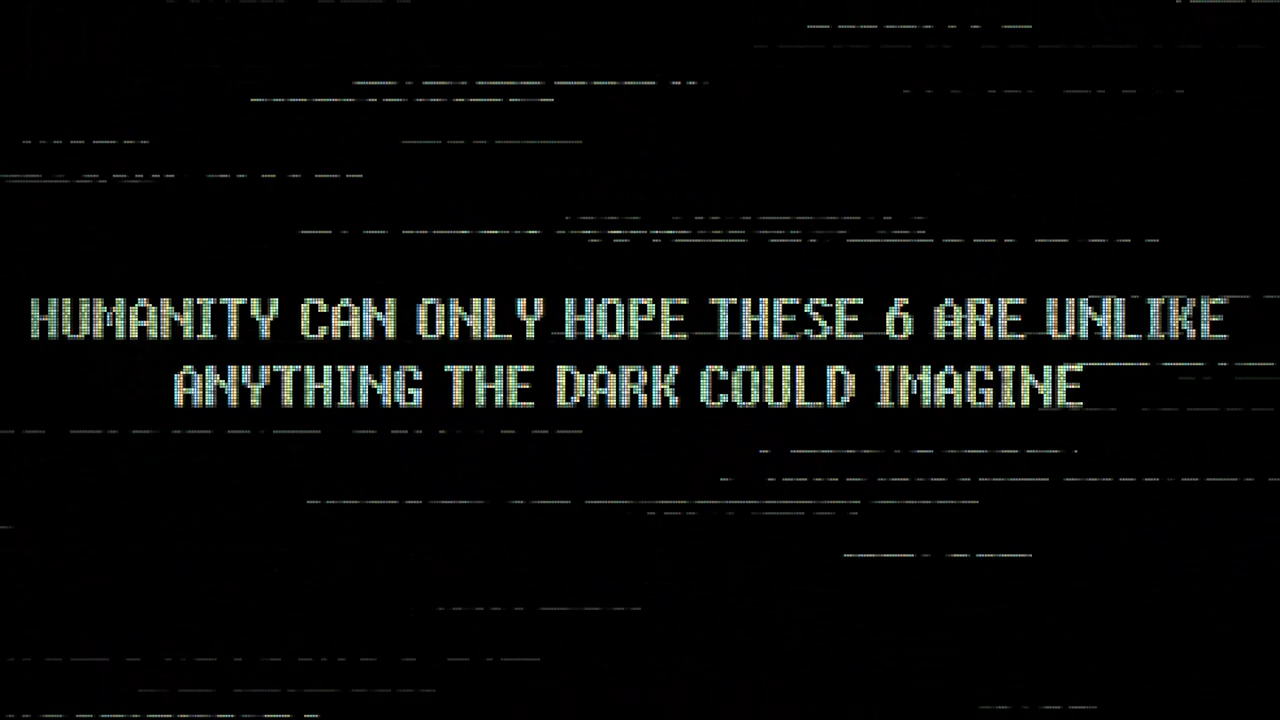 HUMANITY CAN ONLY HOPE THESE 6 ARE UNLIKE
ANYTHING THE DARK COULD IMAGINE